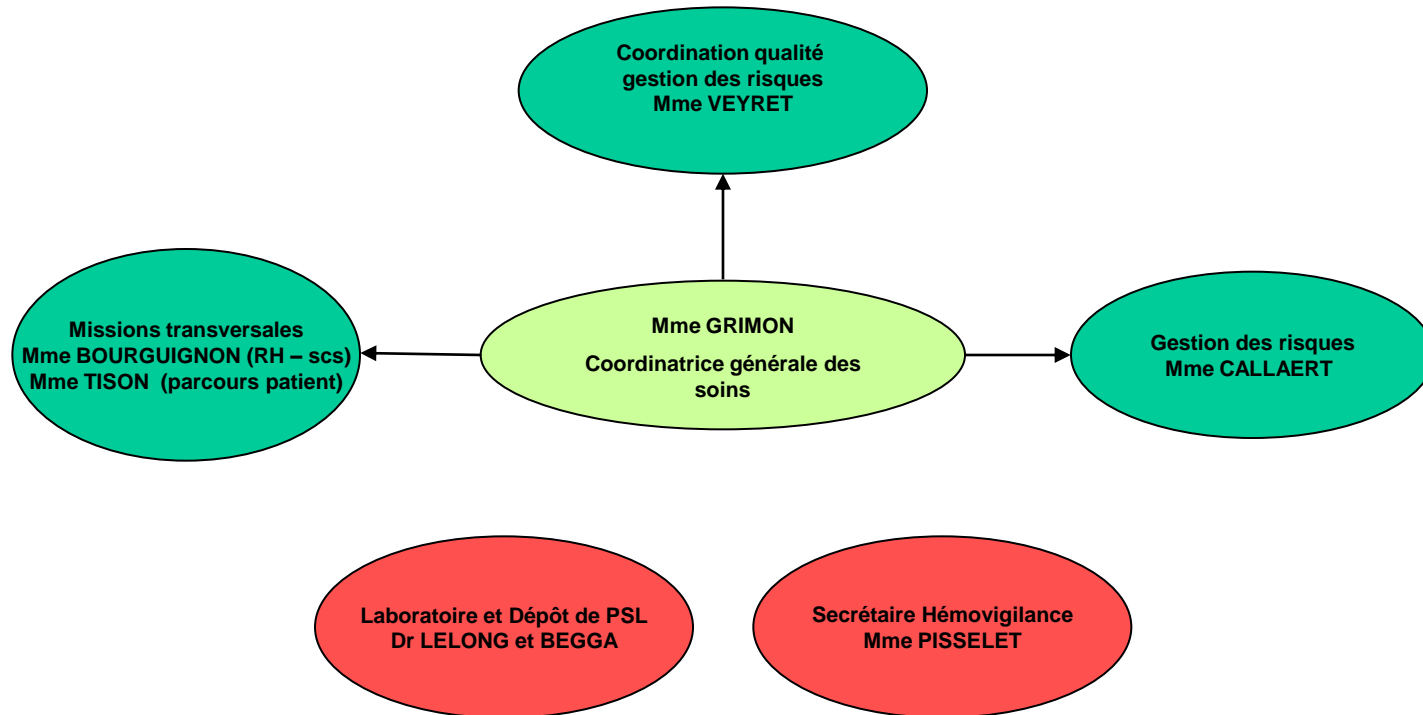 Coordination qualité
gestion des risques
Mme VEYRET
Missions transversales
Mme BOURGUIGNON (RH – scs)
Mme TISON (parcours patient)
Mme GRIMON
Coordinatrice générale des
soins
Gestion des risques
Mme CALLAERT
Laboratoire et Dépôt de PSL
Dr LELONG et BEGGA
Secrétaire Hémovigilance
Mme PISSELET